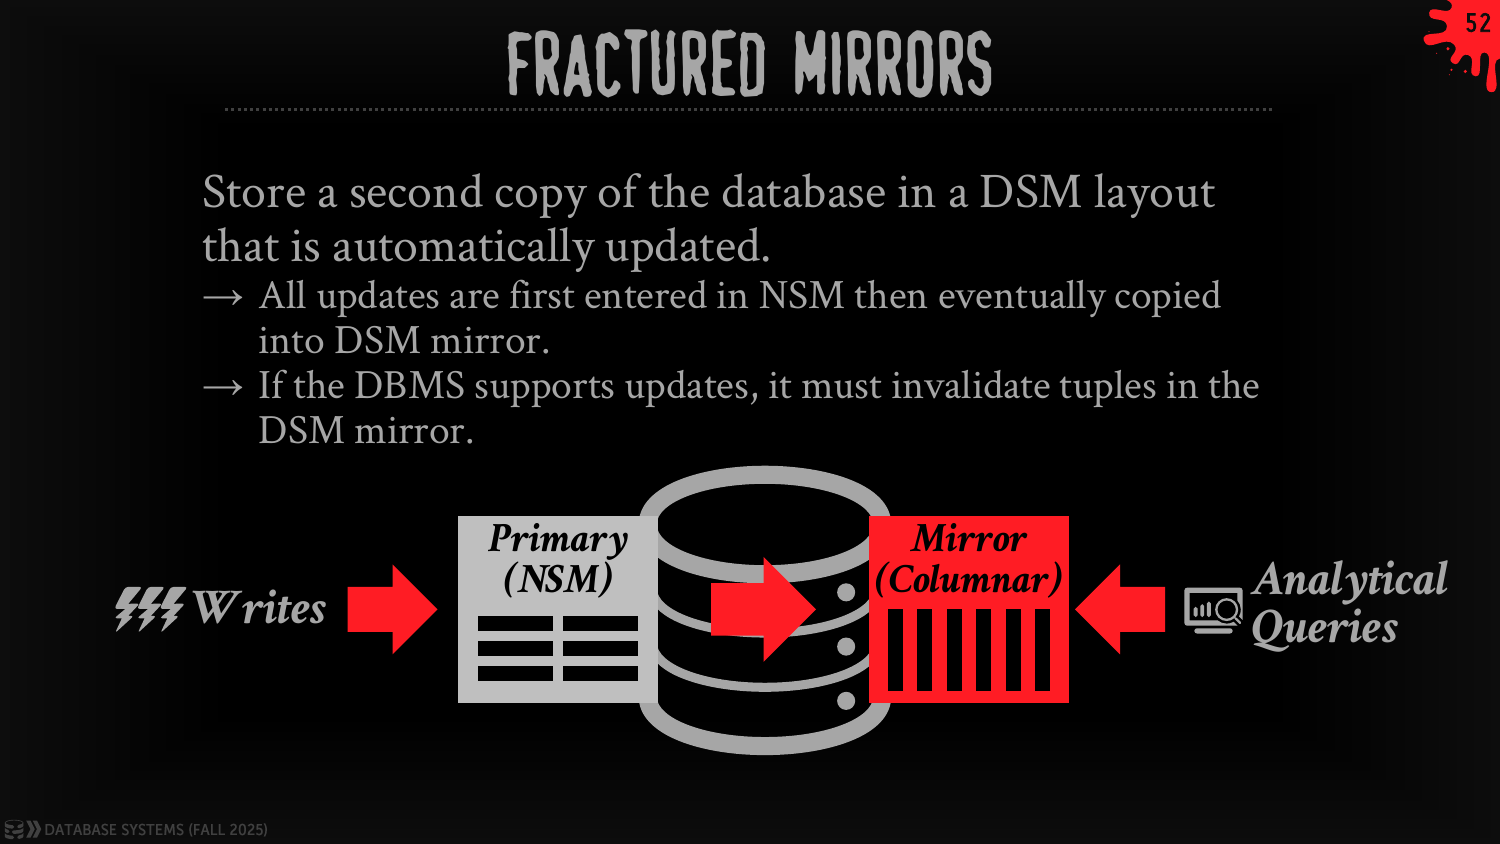 52
FRACTURED MIRRORS
Store a second copy of the database in a DSM layout
that is automatically updated.
→ All updates are first entered in NSM then eventually copied
into DSM mirror.
→ If the DBMS supports updates, it must invalidate tuples in the
DSM mirror.
Primary
(NSM)
Mirror
(Columnar)
Writes
Analytical
Queries
DATABASE SYSTEMS (FALL 2025)